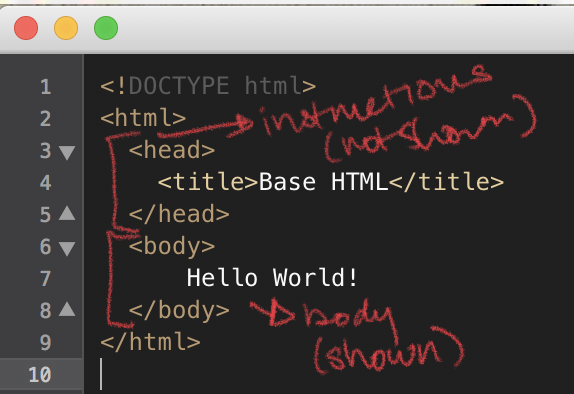 1 <!DOCTYPE html>
2 <html> instructions
3 <head> (not shown)
4 <title>Base HTML</title>
5 </head>
6 <body>
7 Hello World!
8 </body> body
9 </html> (shown)
10